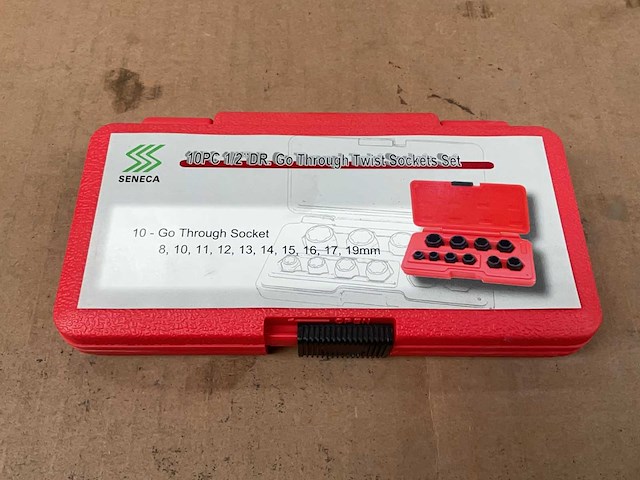 10PC 1/2"DR. Go Through Twist Sockets Set
SENECA
10 - Go Through Socket
8, 10, 11, 12, 13, 14, 15, 16, 17, 19mm